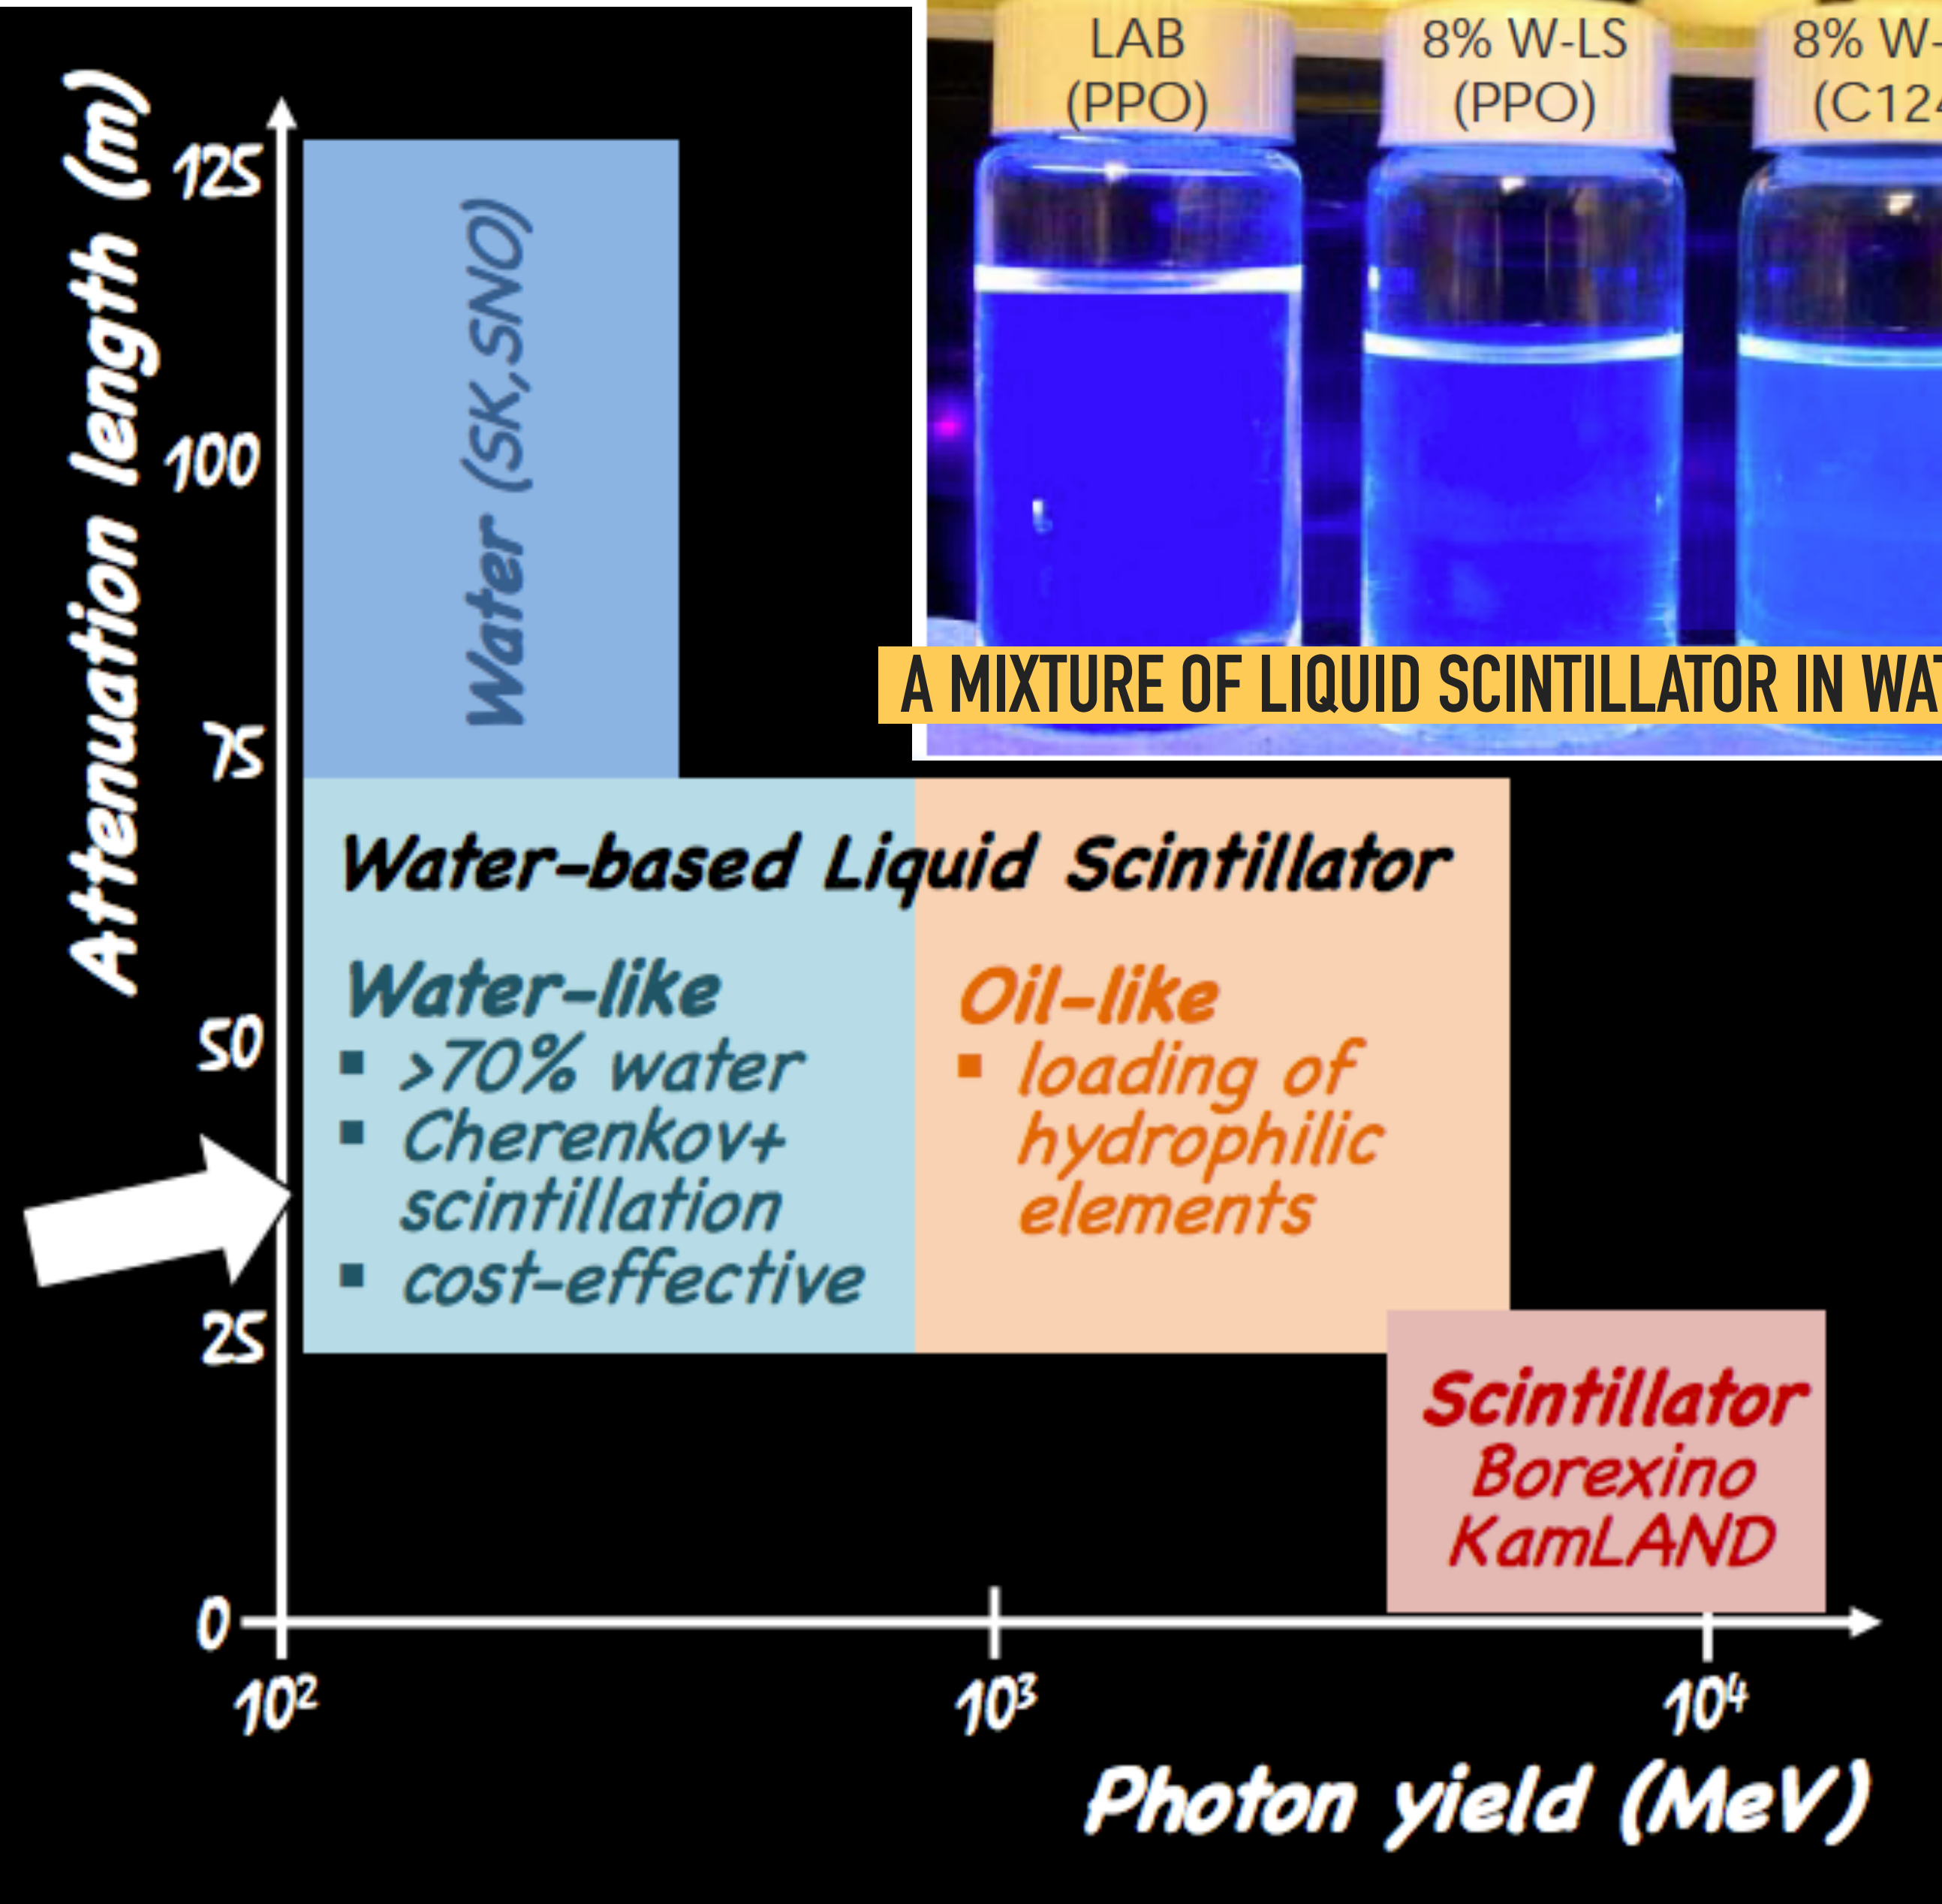 LAB
(PPO)
8% W-LS
(PPO)
8% W-
(C124
A MIXTURE OF LIQUID SCINTILLATOR IN WAT
Attenuation length (m)
125
100
75
50
25
0
Water (SK,SNO)
Water-based Liquid Scintillator
Water-like
▪ >70% water
▪ Cherenkov+
scintillation
▪ cost-effective
Oil-like
▪ loading of
hydrophilic
elements
Scintillator
Borexino
KamLAND
10²
10³
10⁴
Photon yield (MeV)